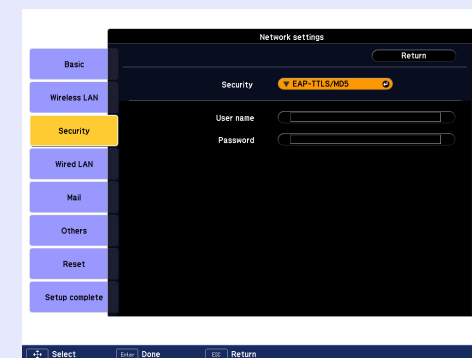 Network settings
Return
Basic
Wireless LAN
Security
Wired LAN
Mail
Others
Reset
Setup complete
Security EAP-TTLS/MD5
User name
Password
Select Enter Done ESC Return